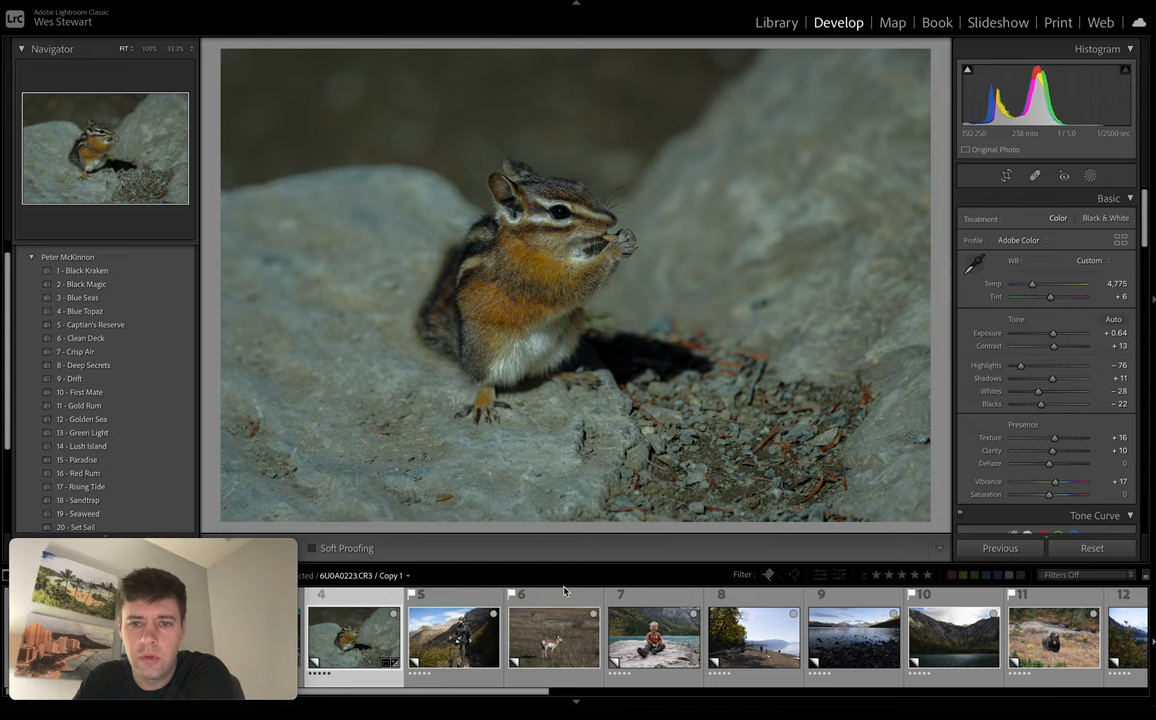 LrC
Adobe Lightroom Classic
Wes Stewart
Library | Develop | Map | Book | Slideshow | Print | Web
Navigator FIT 100% 33.3%
Histogram
ISO 250 238 mm f / 5.0 1/2500 sec
Original Photo
Basic
Treatment : Color Black & White
Profile : Adobe Color
WB : Custom
Temp 4,775
Tint + 6
Tone Auto
Exposure + 0.64
Contrast + 13
Highlights – 76
Shadows + 11
Whites – 28
Blacks – 22
Presence
Texture + 16
Clarity + 10
Dehaze 0
Vibrance + 17
Saturation 0
Tone Curve
Previous Reset
Peter McKinnon
1 - Black Kraken
2 - Black Magic
3 - Blue Seas
4 - Blue Topaz
5 - Captian's Reserve
6 - Clean Deck
7 - Crisp Air
8 - Deep Secrets
9 - Drift
10 - First Mate
11 - Gold Rum
12 - Golden Sea
13 - Green Light
14 - Lush Island
15 - Paradise
16 - Red Rum
17 - Rising Tide
18 - Sandtrap
19 - Seaweed
20 - Set Sail
Soft Proofing
cted / 6U0A0223.CR3 / Copy 1
Filter : ≥ ★★★★★ Filters Off
4 5 6 7 8 9 10 11 12